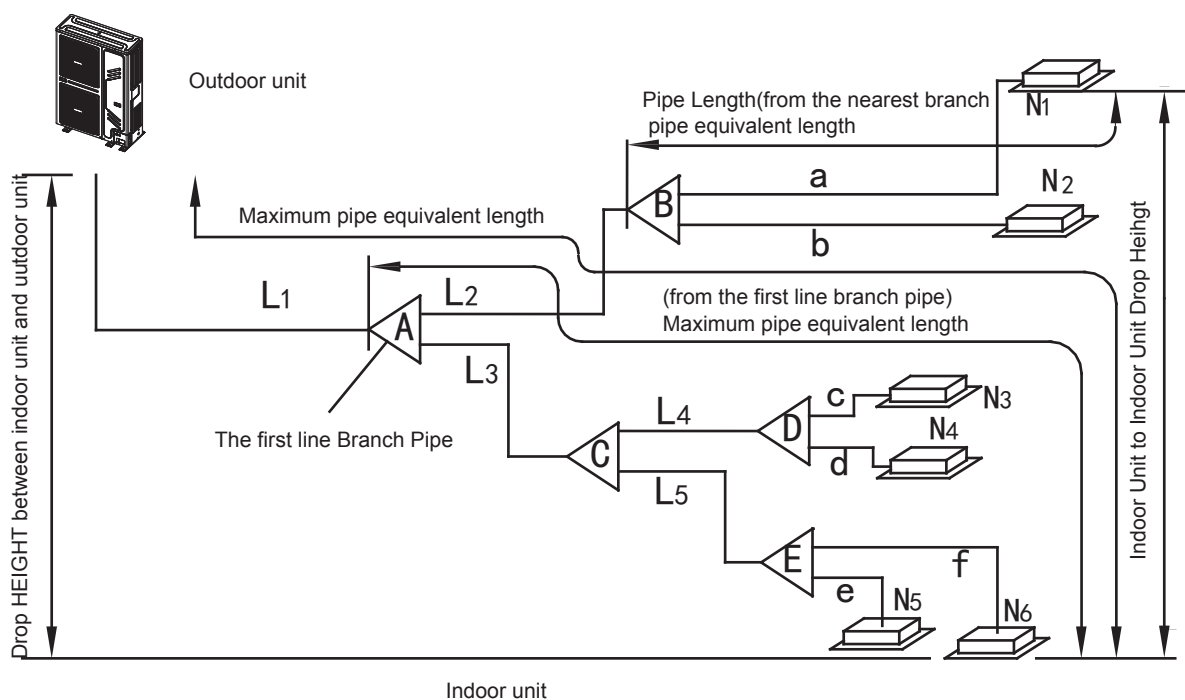 Outdoor unit
Pipe Length(from the nearest branch
pipe equivalent length
N1
a
N2
B
b
Maximum pipe equivalent length
L1
L2
(from the first line branch pipe)
Maximum pipe equivalent length
A
L3
The first line Branch Pipe
c
N3
L4
D
N4
d
C
L5
E
f
e
N5
N6
Drop HEIGHT between indoor unit and uutdoor unit
Indoor Unit to Indoor Unit Drop Heihgt
Indoor unit